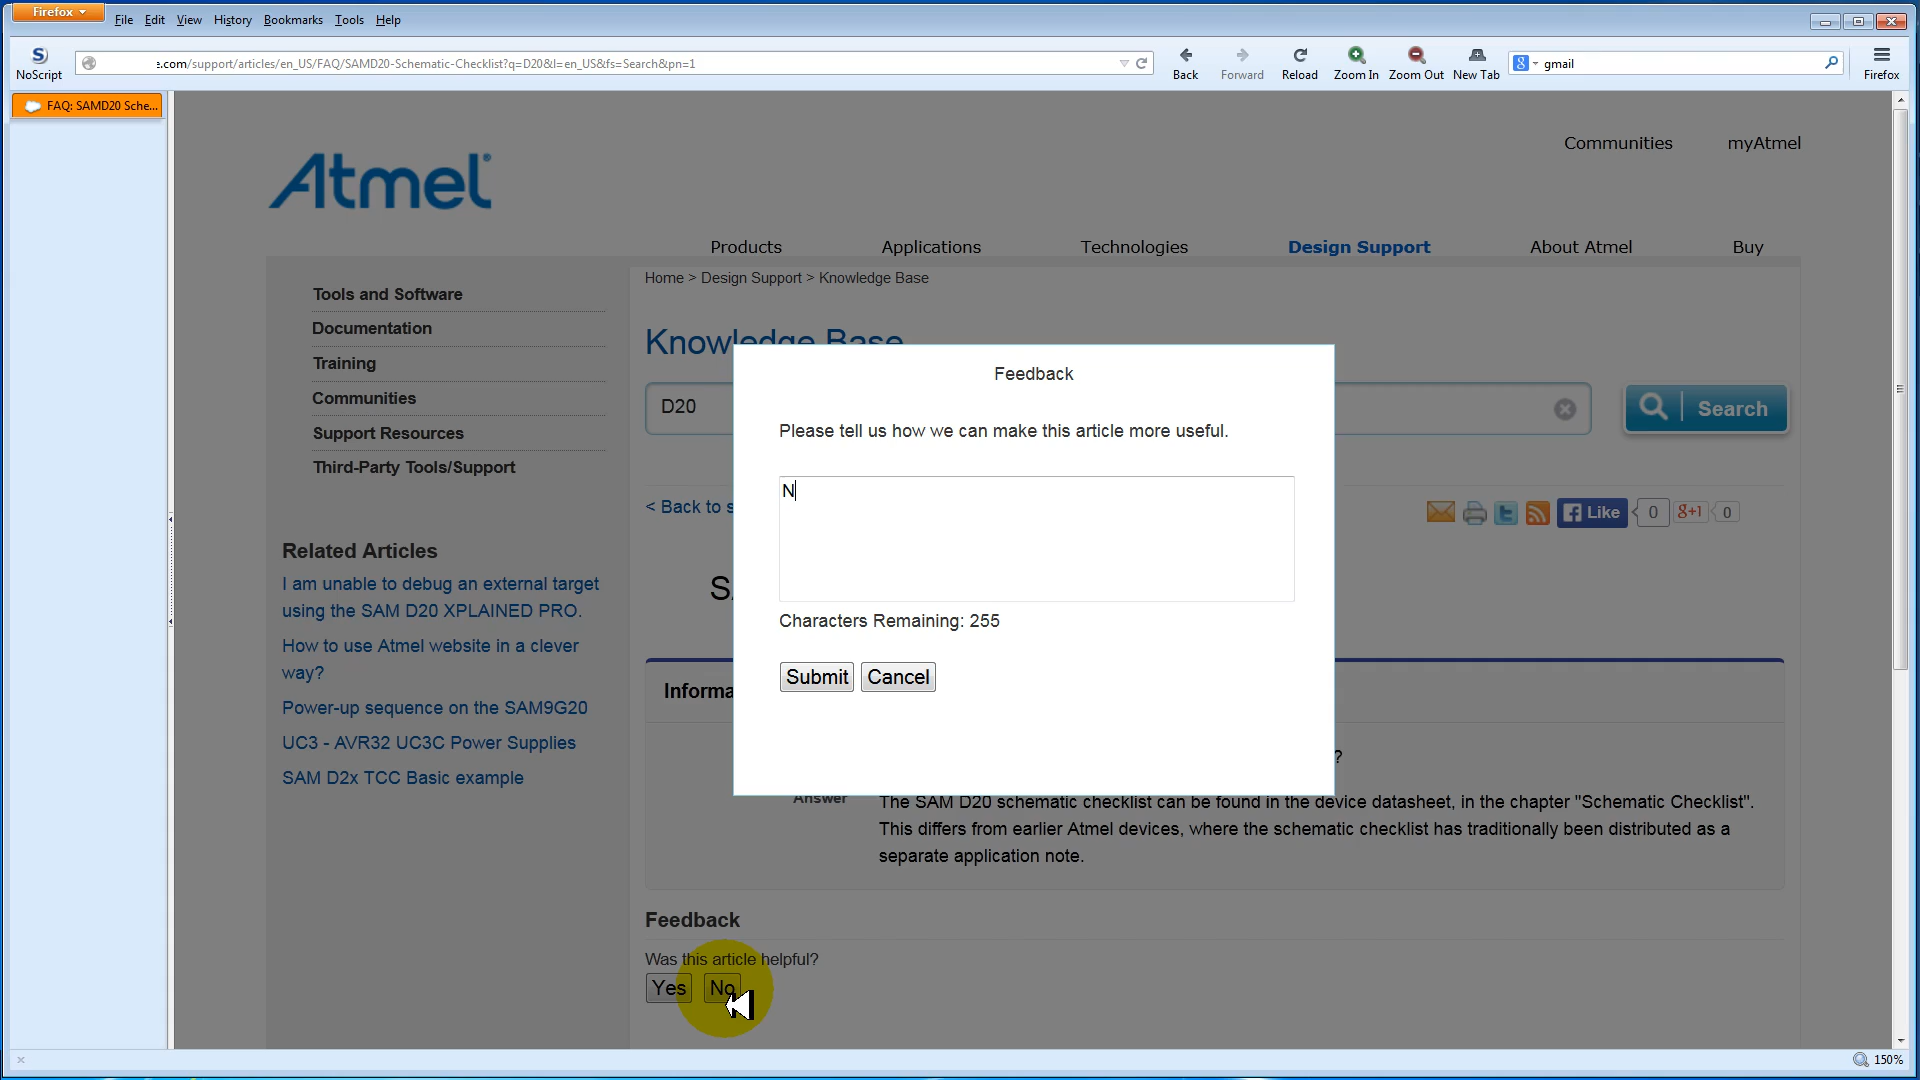 Firefox
File Edit View History Bookmarks Tools Help
S
NoScript
e.com/support/articles/en_US/FAQ/SAMD20-Schematic-Checklist?q=D20&l=en_US&fs=Search&pn=1
Back Forward Reload Zoom In Zoom Out New Tab
8 gmail
Firefox
FAQ: SAMD20 Sche...
Communities myAtmel
Atmel
Products Applications Technologies Design Support About Atmel Buy
Home > Design Support > Knowledge Base
Tools and Software
Documentation
Training
Communities
Support Resources
Third-Party Tools/Support
Knowledge Base
D20
Search
< Back to s
Like 0 g+1 0
S
Informa
?
Feedback
Please tell us how we can make this article more useful.
N
Characters Remaining: 255
Submit Cancel
Related Articles
I am unable to debug an external target
using the SAM D20 XPLAINED PRO.
How to use Atmel website in a clever
way?
Power-up sequence on the SAM9G20
UC3 - AVR32 UC3C Power Supplies
SAM D2x TCC Basic example
Answer
The SAM D20 schematic checklist can be found in the device datasheet, in the chapter "Schematic Checklist".
This differs from earlier Atmel devices, where the schematic checklist has traditionally been distributed as a
separate application note.
Feedback
Was this article helpful?
Yes No
150%